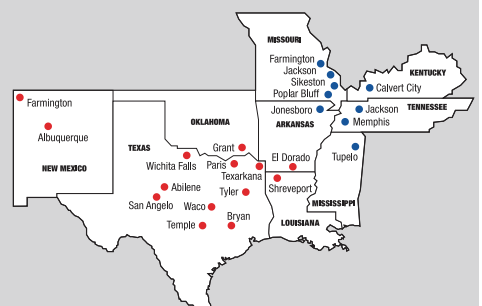 MISSOURI
Farmington
Jackson
Sikeston
Poplar Bluff
KENTUCKY
Calvert City
Farmington
Jonesboro
Jackson
TENNESSEE
OKLAHOMA
ARKANSAS
Memphis
Albuquerque
TEXAS
Grant
Tupelo
NEW MEXICO
Wichita Falls
Paris
El Dorado
Texarkana
Abilene
Tyler
Shreveport
San Angelo
Waco
MISSISSIPPI
Temple
Bryan
LOUISIANA